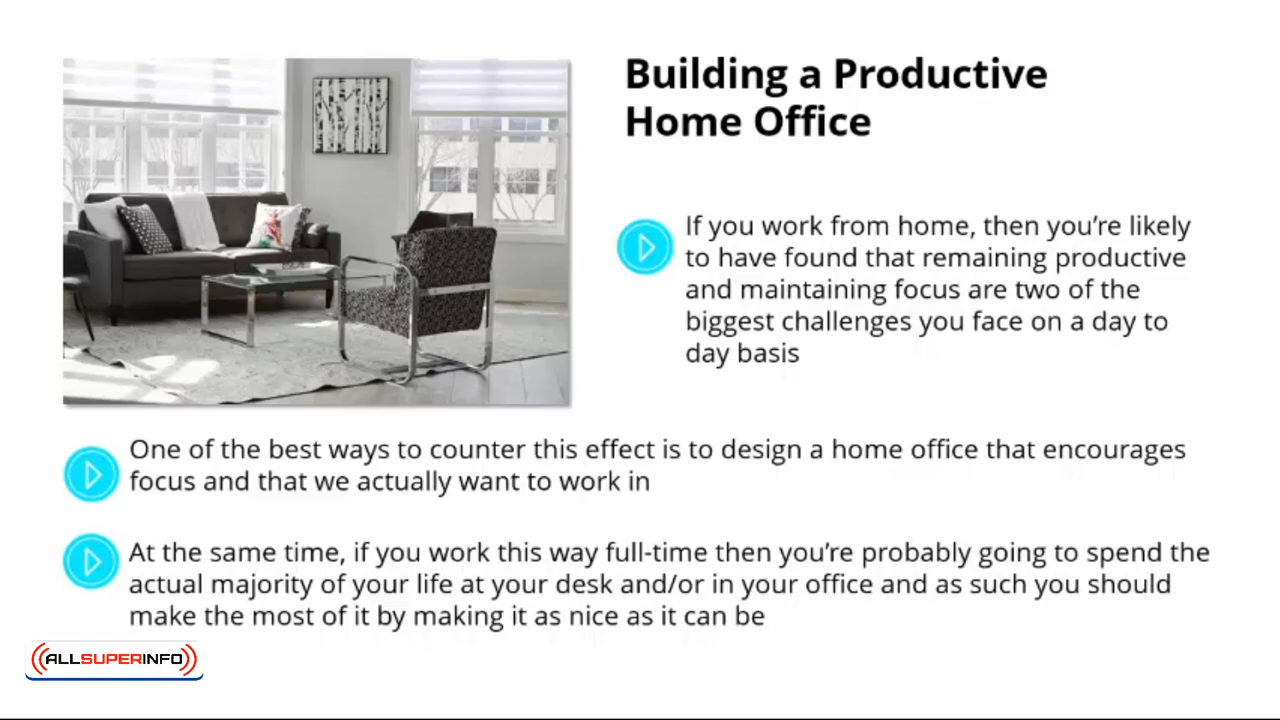 Building a Productive
Home Office
If you work from home, then you’re likely
to have found that remaining productive
and maintaining focus are two of the
biggest challenges you face on a day to
day basis
One of the best ways to counter this effect is to design a home office that encourages
focus and that we actually want to work in
At the same time, if you work this way full-time then you’re probably going to spend the
actual majority of your life at your desk and/or in your office and as such you should
make the most of it by making it as nice as it can be
ALLSUPERINFO